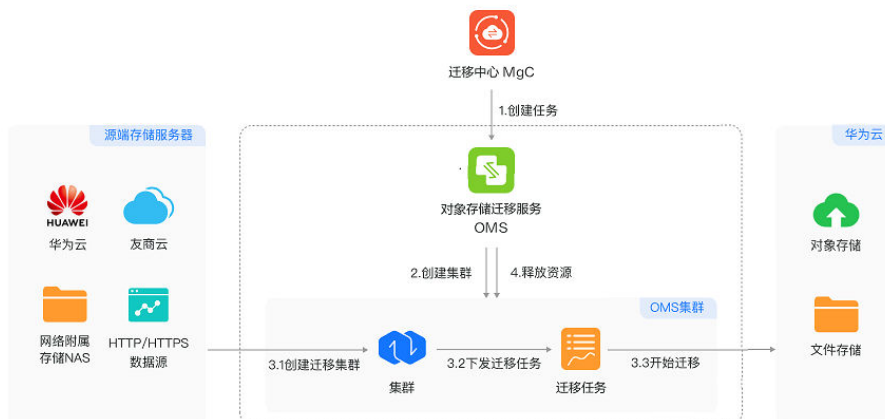 迁移中心 MgC
1.创建任务
源端存储服务器
华为云
HUAWEI
华为云
友商云
对象存储迁移服务
OMS
对象存储
2.创建集群
4.释放资源
OMS集群
网络附属
存储NAS
HTTP/HTTPS
数据源
3.1创建迁移集群
集群
3.2下发迁移任务
迁移任务
3.3开始迁移
文件存储